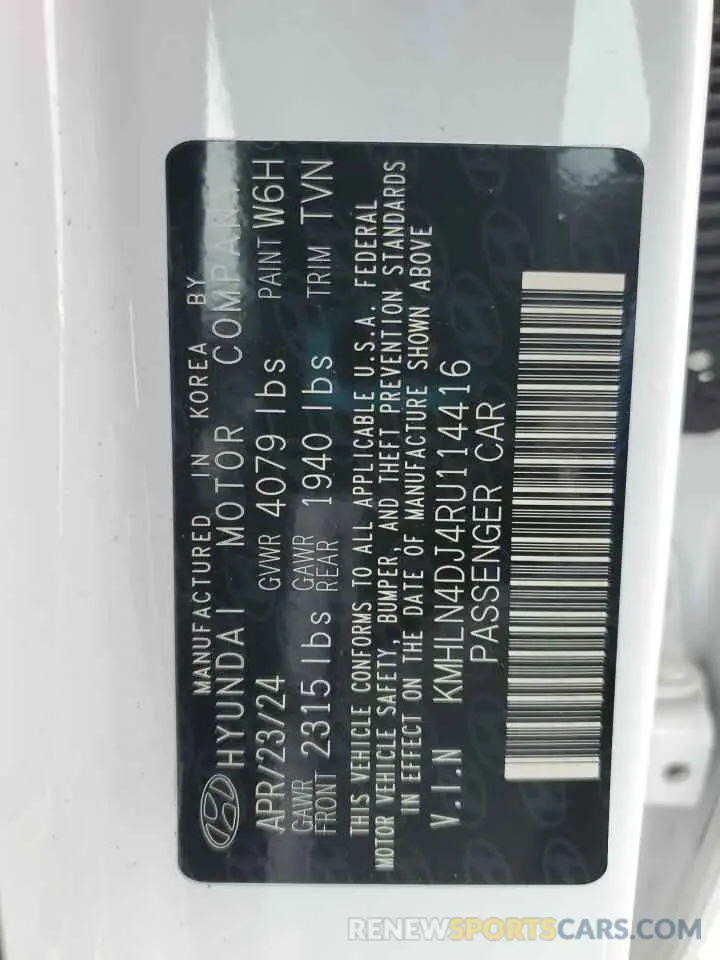 MANUFACTURED IN KOREA BY
HYUNDAI MOTOR COMPANY
APR/23/24 GVWR 4079 lbs PAINT W6H
GAWR FRONT 2315 lbs GAWR REAR 1940 lbs TRIM TVN
THIS VEHICLE CONFORMS TO ALL APPLICABLE U.S.A. FEDERAL
MOTOR VEHICLE SAFETY, BUMPER, AND THEFT PREVENTION STANDARDS
IN EFFECT ON THE DATE OF MANUFACTURE SHOWN ABOVE
V.I.N KMHLN4DJ4RU114416
PASSENGER CAR
RENEWSPORTSCARS.COM